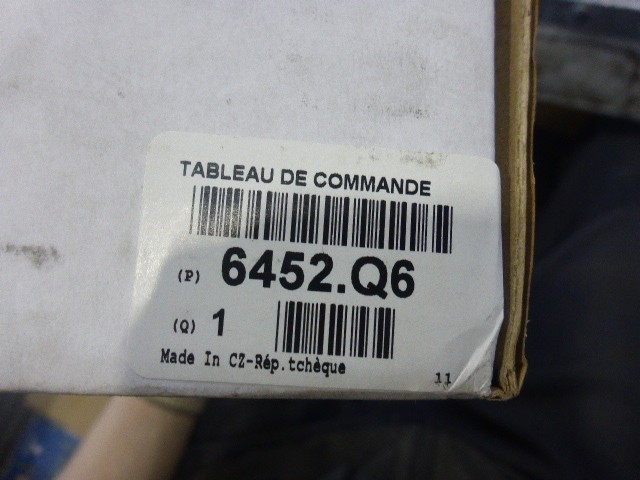 TABLEAU DE COMMANDE
(P) 6452.Q6
(Q) 1
Made In CZ-Rép.tchèque
11